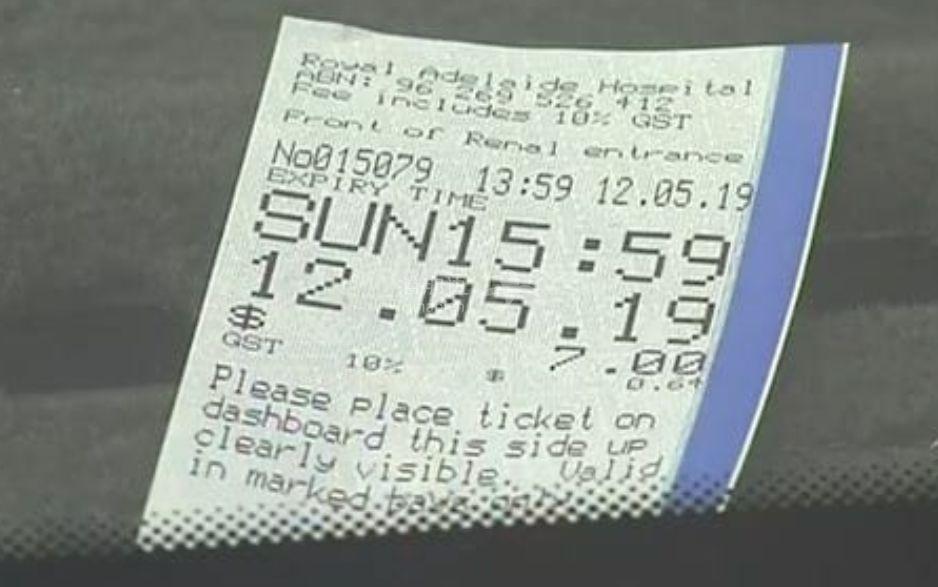 Royal Adelaide Hospital
ABN: 96 269 526 412
Fee includes 10% GST
Front of Renal entrance
No015079 13:59 12.05.19
EXPIRY TIME
SUN15:59
12.05.19
$ 7.00
GST 10% $ 0.64
Please place ticket on
dashboard this side up
clearly visible. Valid
in marked bays only